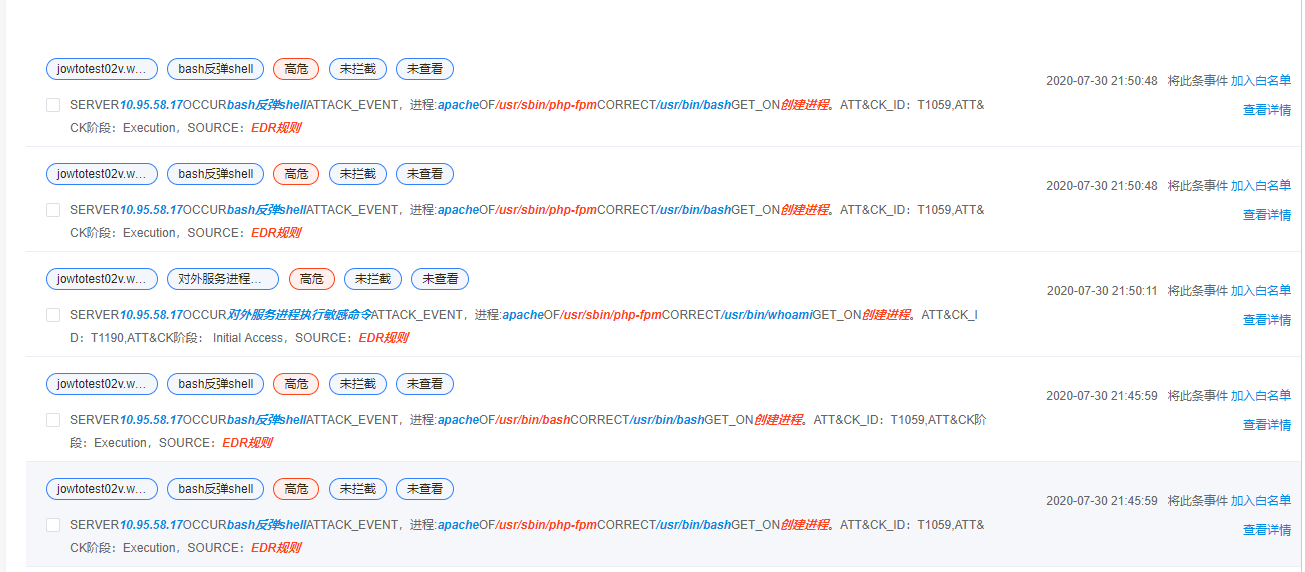 jowtotest02v.w... bash反弹shell 高危 未拦截 未查看
2020-07-30 21:50:48 将此条事件 加入白名单
SERVER10.95.58.17OCCURbash反弹shellATTACK_EVENT，进程:apacheOF/usr/sbin/php-fpmCORRECT/usr/bin/bashGET_ON创建进程。ATT&CK_ID：T1059,ATT&
查看详情
CK阶段：Execution，SOURCE：EDR规则
jowtotest02v.w... bash反弹shell 高危 未拦截 未查看
2020-07-30 21:50:48 将此条事件 加入白名单
SERVER10.95.58.17OCCURbash反弹shellATTACK_EVENT，进程:apacheOF/usr/sbin/php-fpmCORRECT/usr/bin/bashGET_ON创建进程。ATT&CK_ID：T1059,ATT&
查看详情
CK阶段：Execution，SOURCE：EDR规则
jowtotest02v.w... 对外服务进程... 高危 未拦截 未查看
2020-07-30 21:50:11 将此条事件 加入白名单
SERVER10.95.58.17OCCUR对外服务进程执行敏感命令ATTACK_EVENT，进程:apacheOF/usr/sbin/php-fpmCORRECT/usr/bin/whoamiGET_ON创建进程。ATT&CK_I
查看详情
D：T1190,ATT&CK阶段： Initial Access，SOURCE：EDR规则
jowtotest02v.w... bash反弹shell 高危 未拦截 未查看
2020-07-30 21:45:59 将此条事件 加入白名单
SERVER10.95.58.17OCCURbash反弹shellATTACK_EVENT，进程:apacheOF/usr/bin/bashCORRECT/usr/bin/bashGET_ON创建进程。ATT&CK_ID：T1059,ATT&CK阶
查看详情
段：Execution，SOURCE：EDR规则
jowtotest02v.w... bash反弹shell 高危 未拦截 未查看
2020-07-30 21:45:59 将此条事件 加入白名单
SERVER10.95.58.17OCCURbash反弹shellATTACK_EVENT，进程:apacheOF/usr/sbin/php-fpmCORRECT/usr/bin/bashGET_ON创建进程。ATT&CK_ID：T1059,ATT&
查看详情
CK阶段：Execution，SOURCE：EDR规则